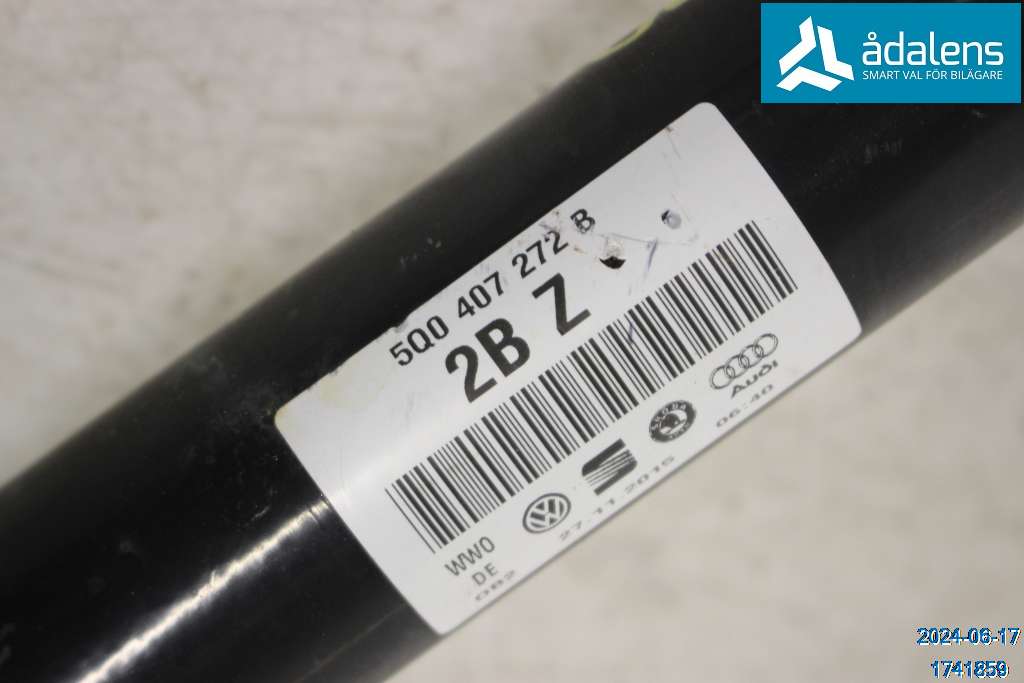 ådalens
SMART VAL FÖR BILÄGARE
5Q0 407 272 B
2B Z
Audi
SKODA
06:40
27.11.2015
WW0
DE
082
2024-06-17
1741859